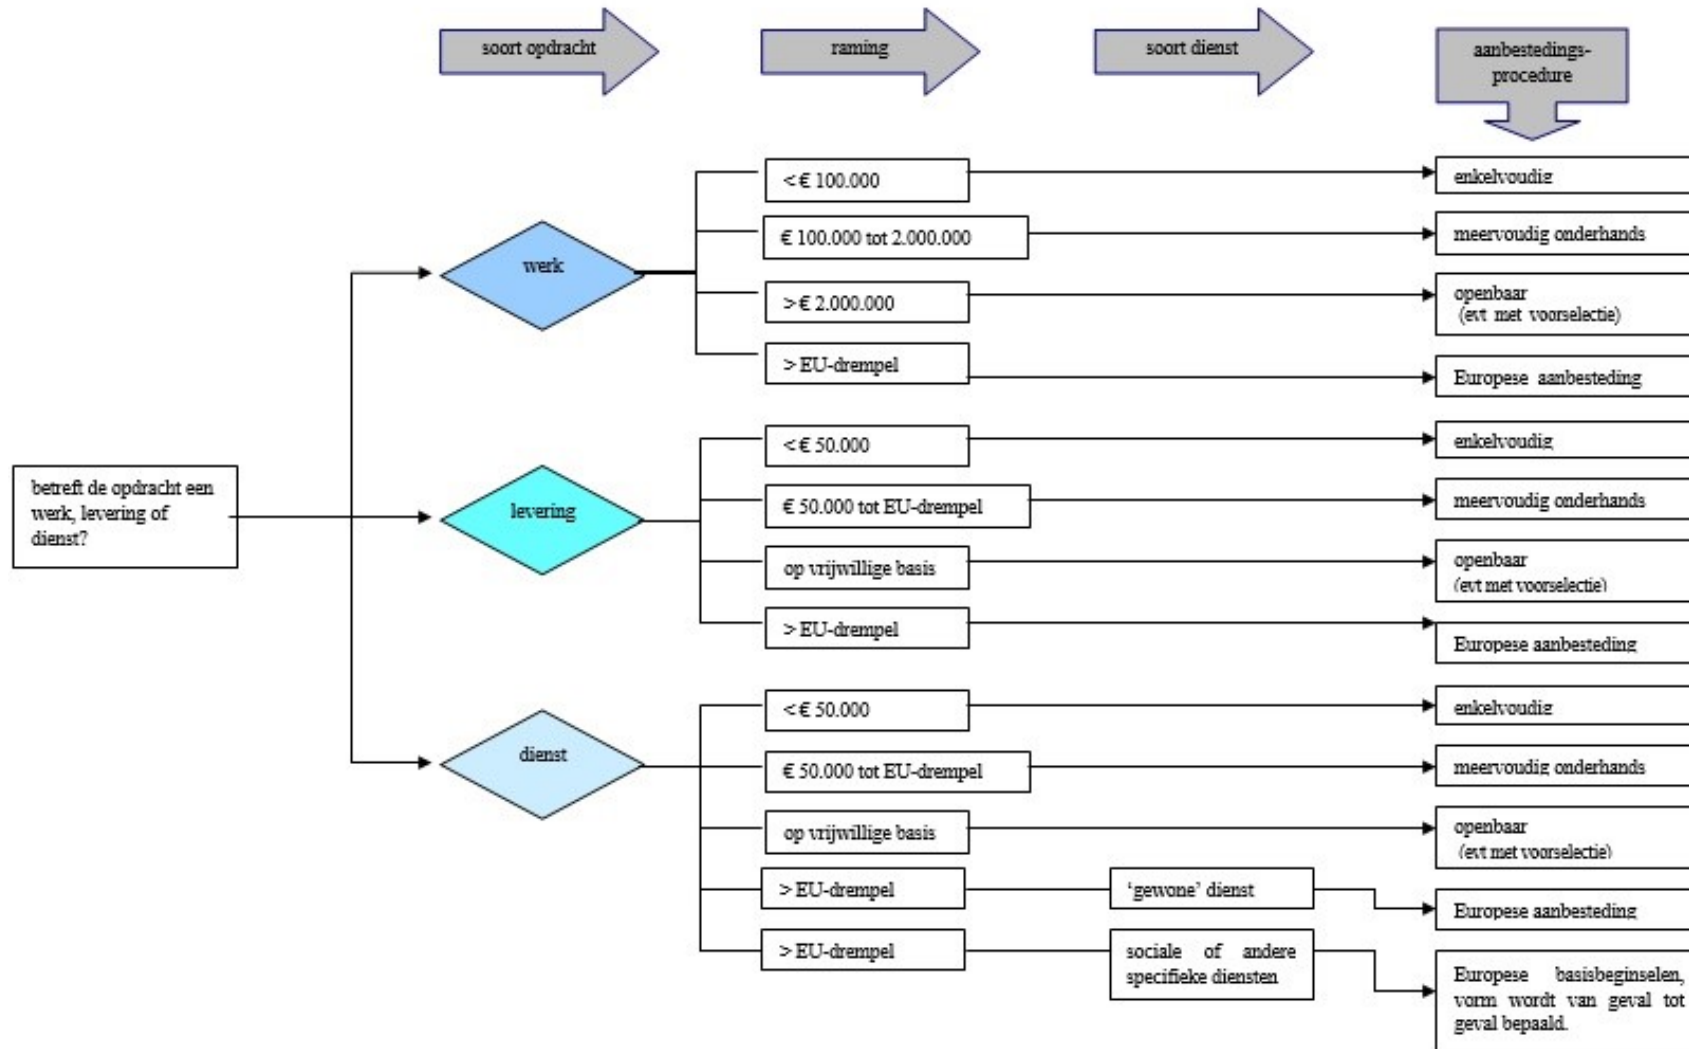 soort opdracht
raming
soort dienst
aanbestedings-
procedure
< € 100.000
enkelvoudig
€ 100.000 tot 2.000.000
meervoudig onderhands
werk
> € 2.000.000
openbaar
(evt met voorselectie)
> EU-drempel
Europese aanbesteding
< € 50.000
enkelvoudig
betreft de opdracht een
werk, levering of
dienst?
levering
€ 50.000 tot EU-drempel
meervoudig onderhands
op vrijwillige basis
openbaar
(evt met voorselectie)
> EU-drempel
Europese aanbesteding
< € 50.000
enkelvoudig
dienst
€ 50.000 tot EU-drempel
meervoudig onderhands
op vrijwillige basis
openbaar
(evt met voorselectie)
> EU-drempel
‘gewone’ dienst
Europese aanbesteding
> EU-drempel
sociale of andere
specifieke diensten
Europese basisbeginselen,
vorm wordt van geval tot
geval bepaald.